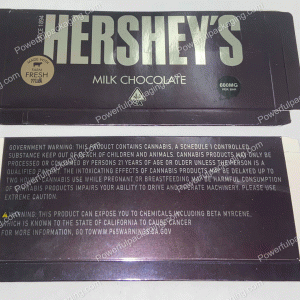 SINCE 1894
HERSHEY'S
MILK CHOCOLATE
FRESH
milk
600MG
GOVERNMENT WARNING: THIS PRODUCT CONTAINS CANNABIS, A SCHEDULE 1 CONTROLLED
SUBSTANCE KEEP OUT OF REACH OF CHILDREN AND ANIMALS. CANNABIS PRODUCTS MAY ONLY BE
PROCESSED OR CONSUMED BY PERSONS 21 YEARS OF AGE OR OLDER UNLESS THE PERSON IS A
QUALIFIED PATIENT. THE INTOXICATING EFFECTS OF CANNABIS PRODUCTS MAY BE DELAYED UP TO
TWO HOURS USE WHILE PREGNANT OR BREASTFEEDING MAY BE HARMFUL. CONSUMPTION
OF CANNABIS PRODUCTS IMPAIRS YOUR ABILITY TO DRIVE AND OPERATE MACHINERY. PLEASE USE
EXTREME CAUTION.
WARNING: THIS PRODUCT CAN EXPOSE YOU TO CHEMICALS INCLUDING BETA MYRCENE,
WHICH IS KNOWN TO THE STATE OF CALIFORNIA TO CAUSE CANCER
FOR MORE INFORMATION, GO TO WWW.P65WARNINGS.CA.GOV
Powerfulpackaging.com